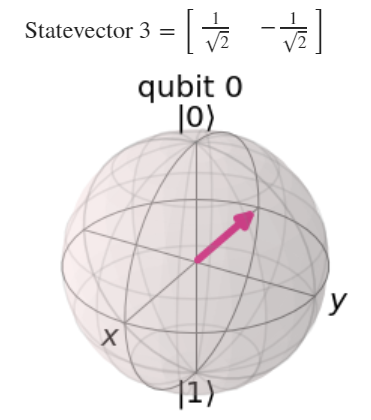 Statevector 3 = [ 1/√2 −1/√2 ]
qubit 0
|0⟩
y
x
|1⟩